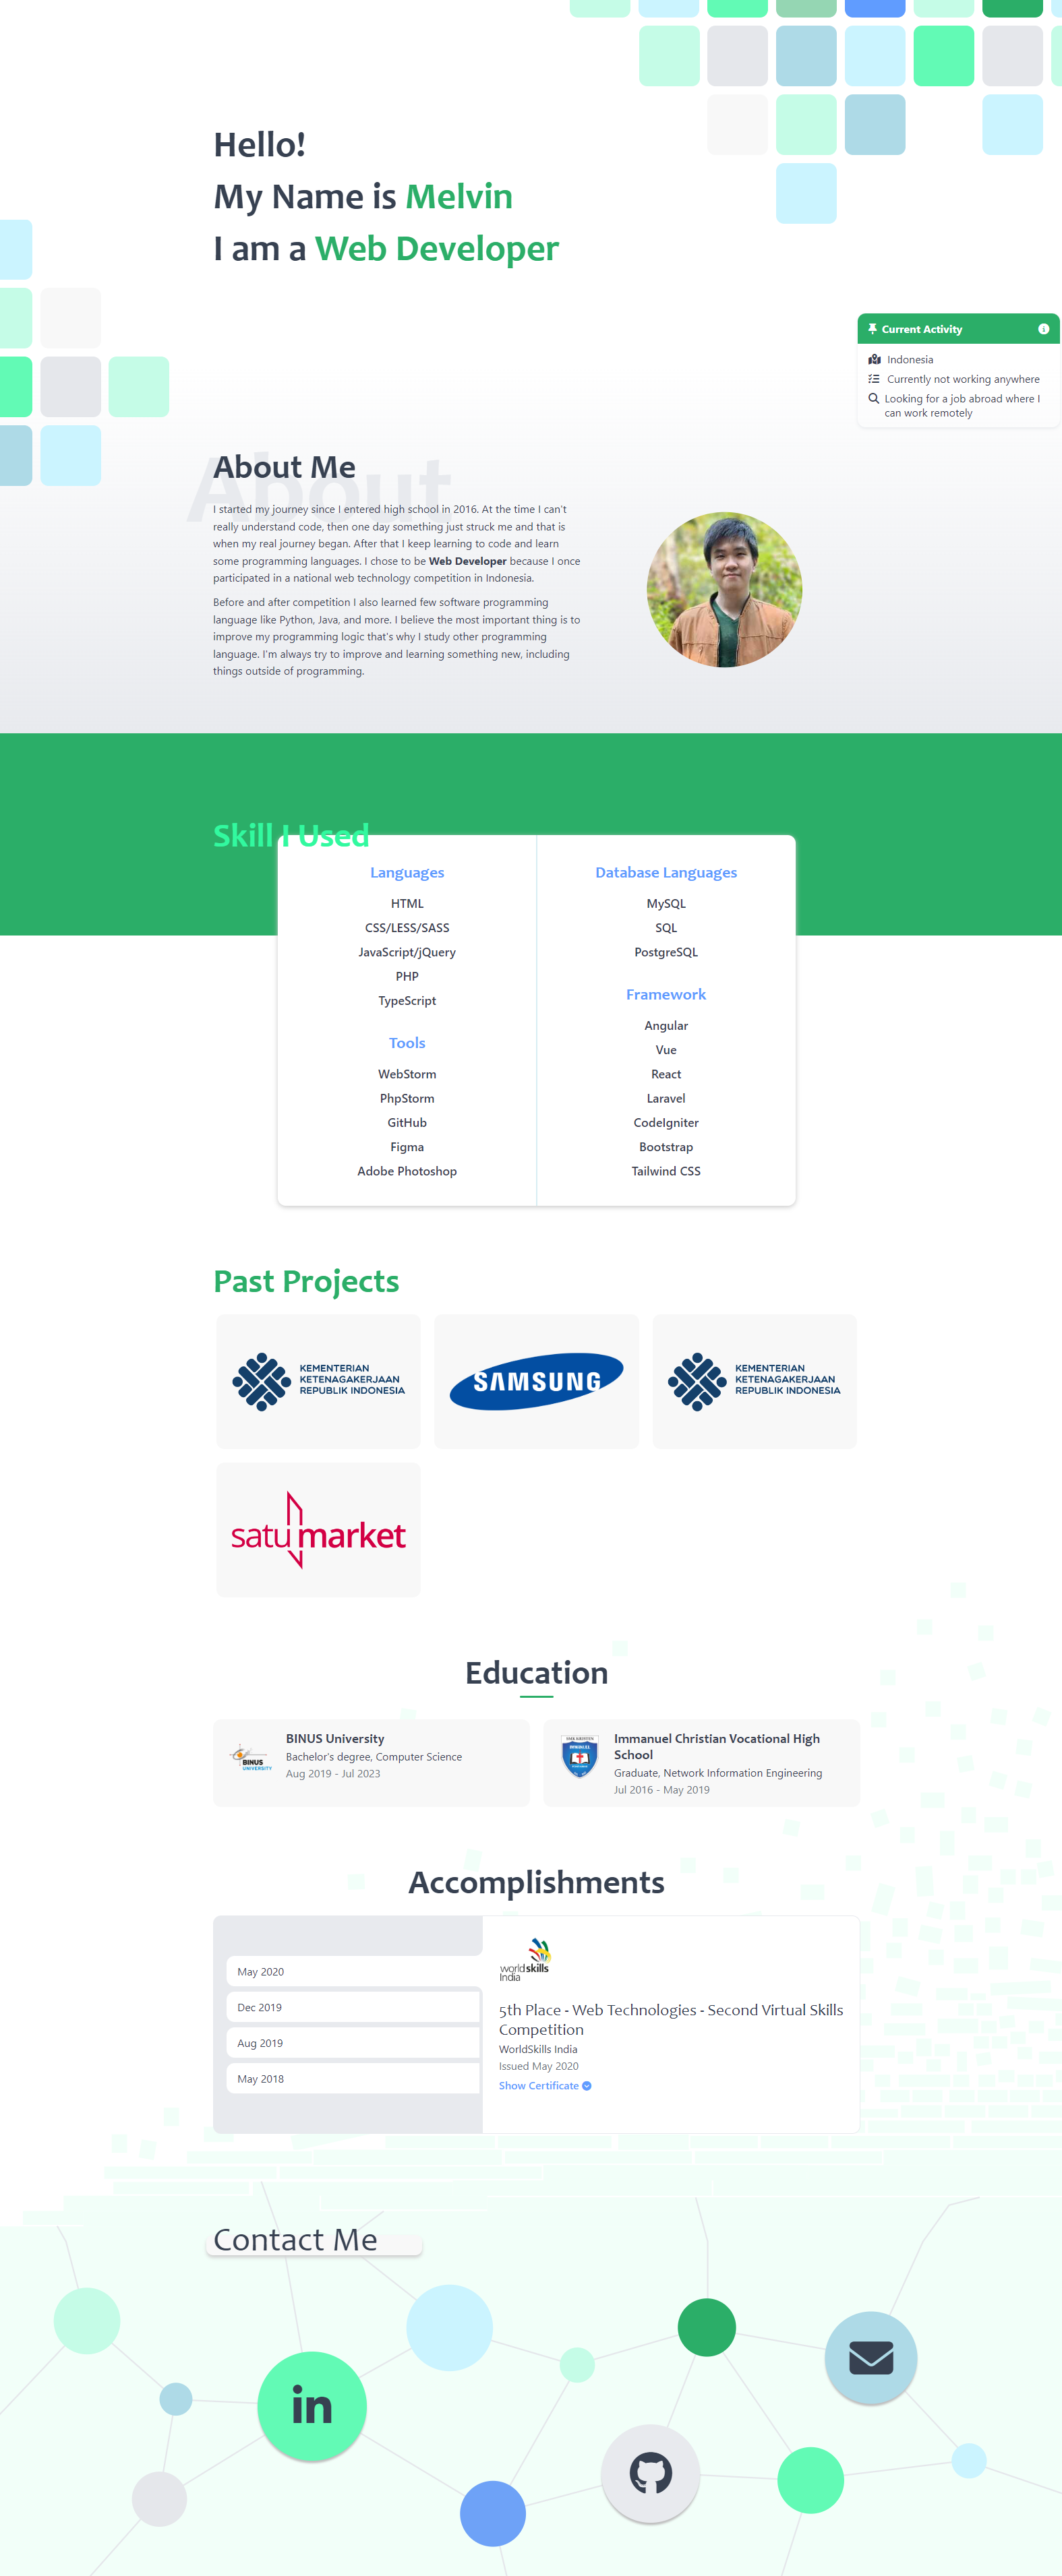 Hello!
My Name is Melvin
I am a Web Developer
Current Activity
Indonesia
Currently not working anywhere
Looking for a job abroad where I
can work remotely
About
About Me
I started my journey since I entered high school in 2016. At the time I can't
really understand code, then one day something just struck me and that is
when my real journey began. After that I keep learning to code and learn
some programming languages. I chose to be Web Developer because I once
participated in a national web technology competition in Indonesia.
Before and after competition I also learned few software programming
language like Python, Java, and more. I believe the most important thing is to
improve my programming logic that's why I study other programming
language. I'm always try to improve and learning something new, including
things outside of programming.
Skill I Used
Languages
HTML
CSS/LESS/SASS
JavaScript/jQuery
PHP
TypeScript
Tools
WebStorm
PhpStorm
GitHub
Figma
Adobe Photoshop
Database Languages
MySQL
SQL
PostgreSQL
Framework
Angular
Vue
React
Laravel
CodeIgniter
Bootstrap
Tailwind CSS
Past Projects
KEMENTERIAN
KETENAGAKERJAAN
REPUBLIK INDONESIA
SAMSUNG
KEMENTERIAN
KETENAGAKERJAAN
REPUBLIK INDONESIA
satu market
Education
BINUS
UNIVERSITY
BINUS University
Bachelor's degree, Computer Science
Aug 2019 - Jul 2023
Immanuel Christian Vocational High
School
Graduate, Network Information Engineering
Jul 2016 - May 2019
Accomplishments
May 2020
Dec 2019
Aug 2019
May 2018
worldskills
India
5th Place - Web Technologies - Second Virtual Skills
Competition
WorldSkills India
Issued May 2020
Show Certificate
Contact Me
in